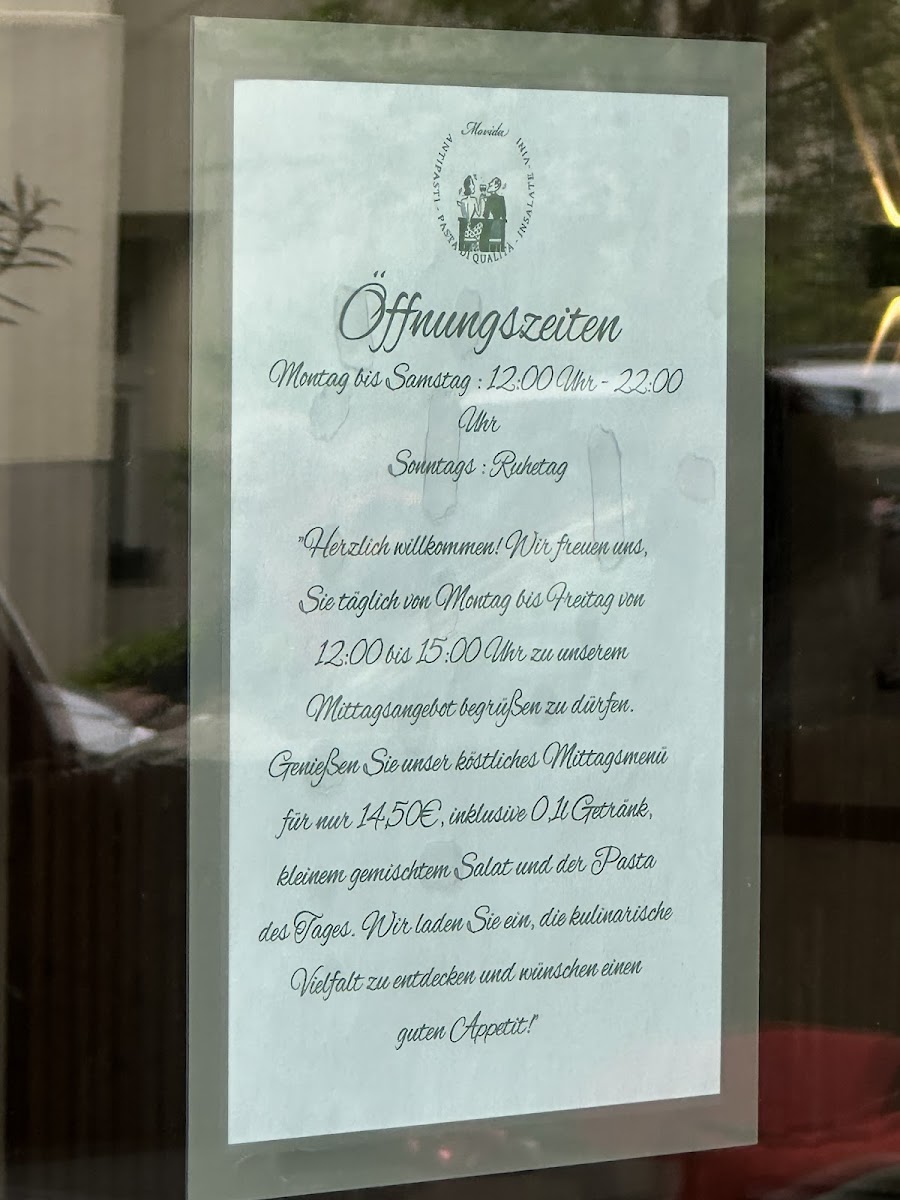 Movida
ANTIPASTI - PASTA DI QUALITÀ - INSALATE - VINI
Öffnungszeiten
Montag bis Samstag : 12:00 Uhr - 22:00
Uhr
Sonntags : Ruhetag
"Herzlich willkommen! Wir freuen uns,
Sie täglich von Montag bis Freitag von
12:00 bis 15:00 Uhr zu unserem
Mittagsangebot begrüßen zu dürfen.
Genießen Sie unser köstliches Mittagsmenü
für nur 14,50€, inklusive 0,1l Getränk,
kleinem gemischtem Salat und der Pasta
des Tages. Wir laden Sie ein, die kulinarische
Vielfalt zu entdecken und wünschen einen
guten Appetit!"